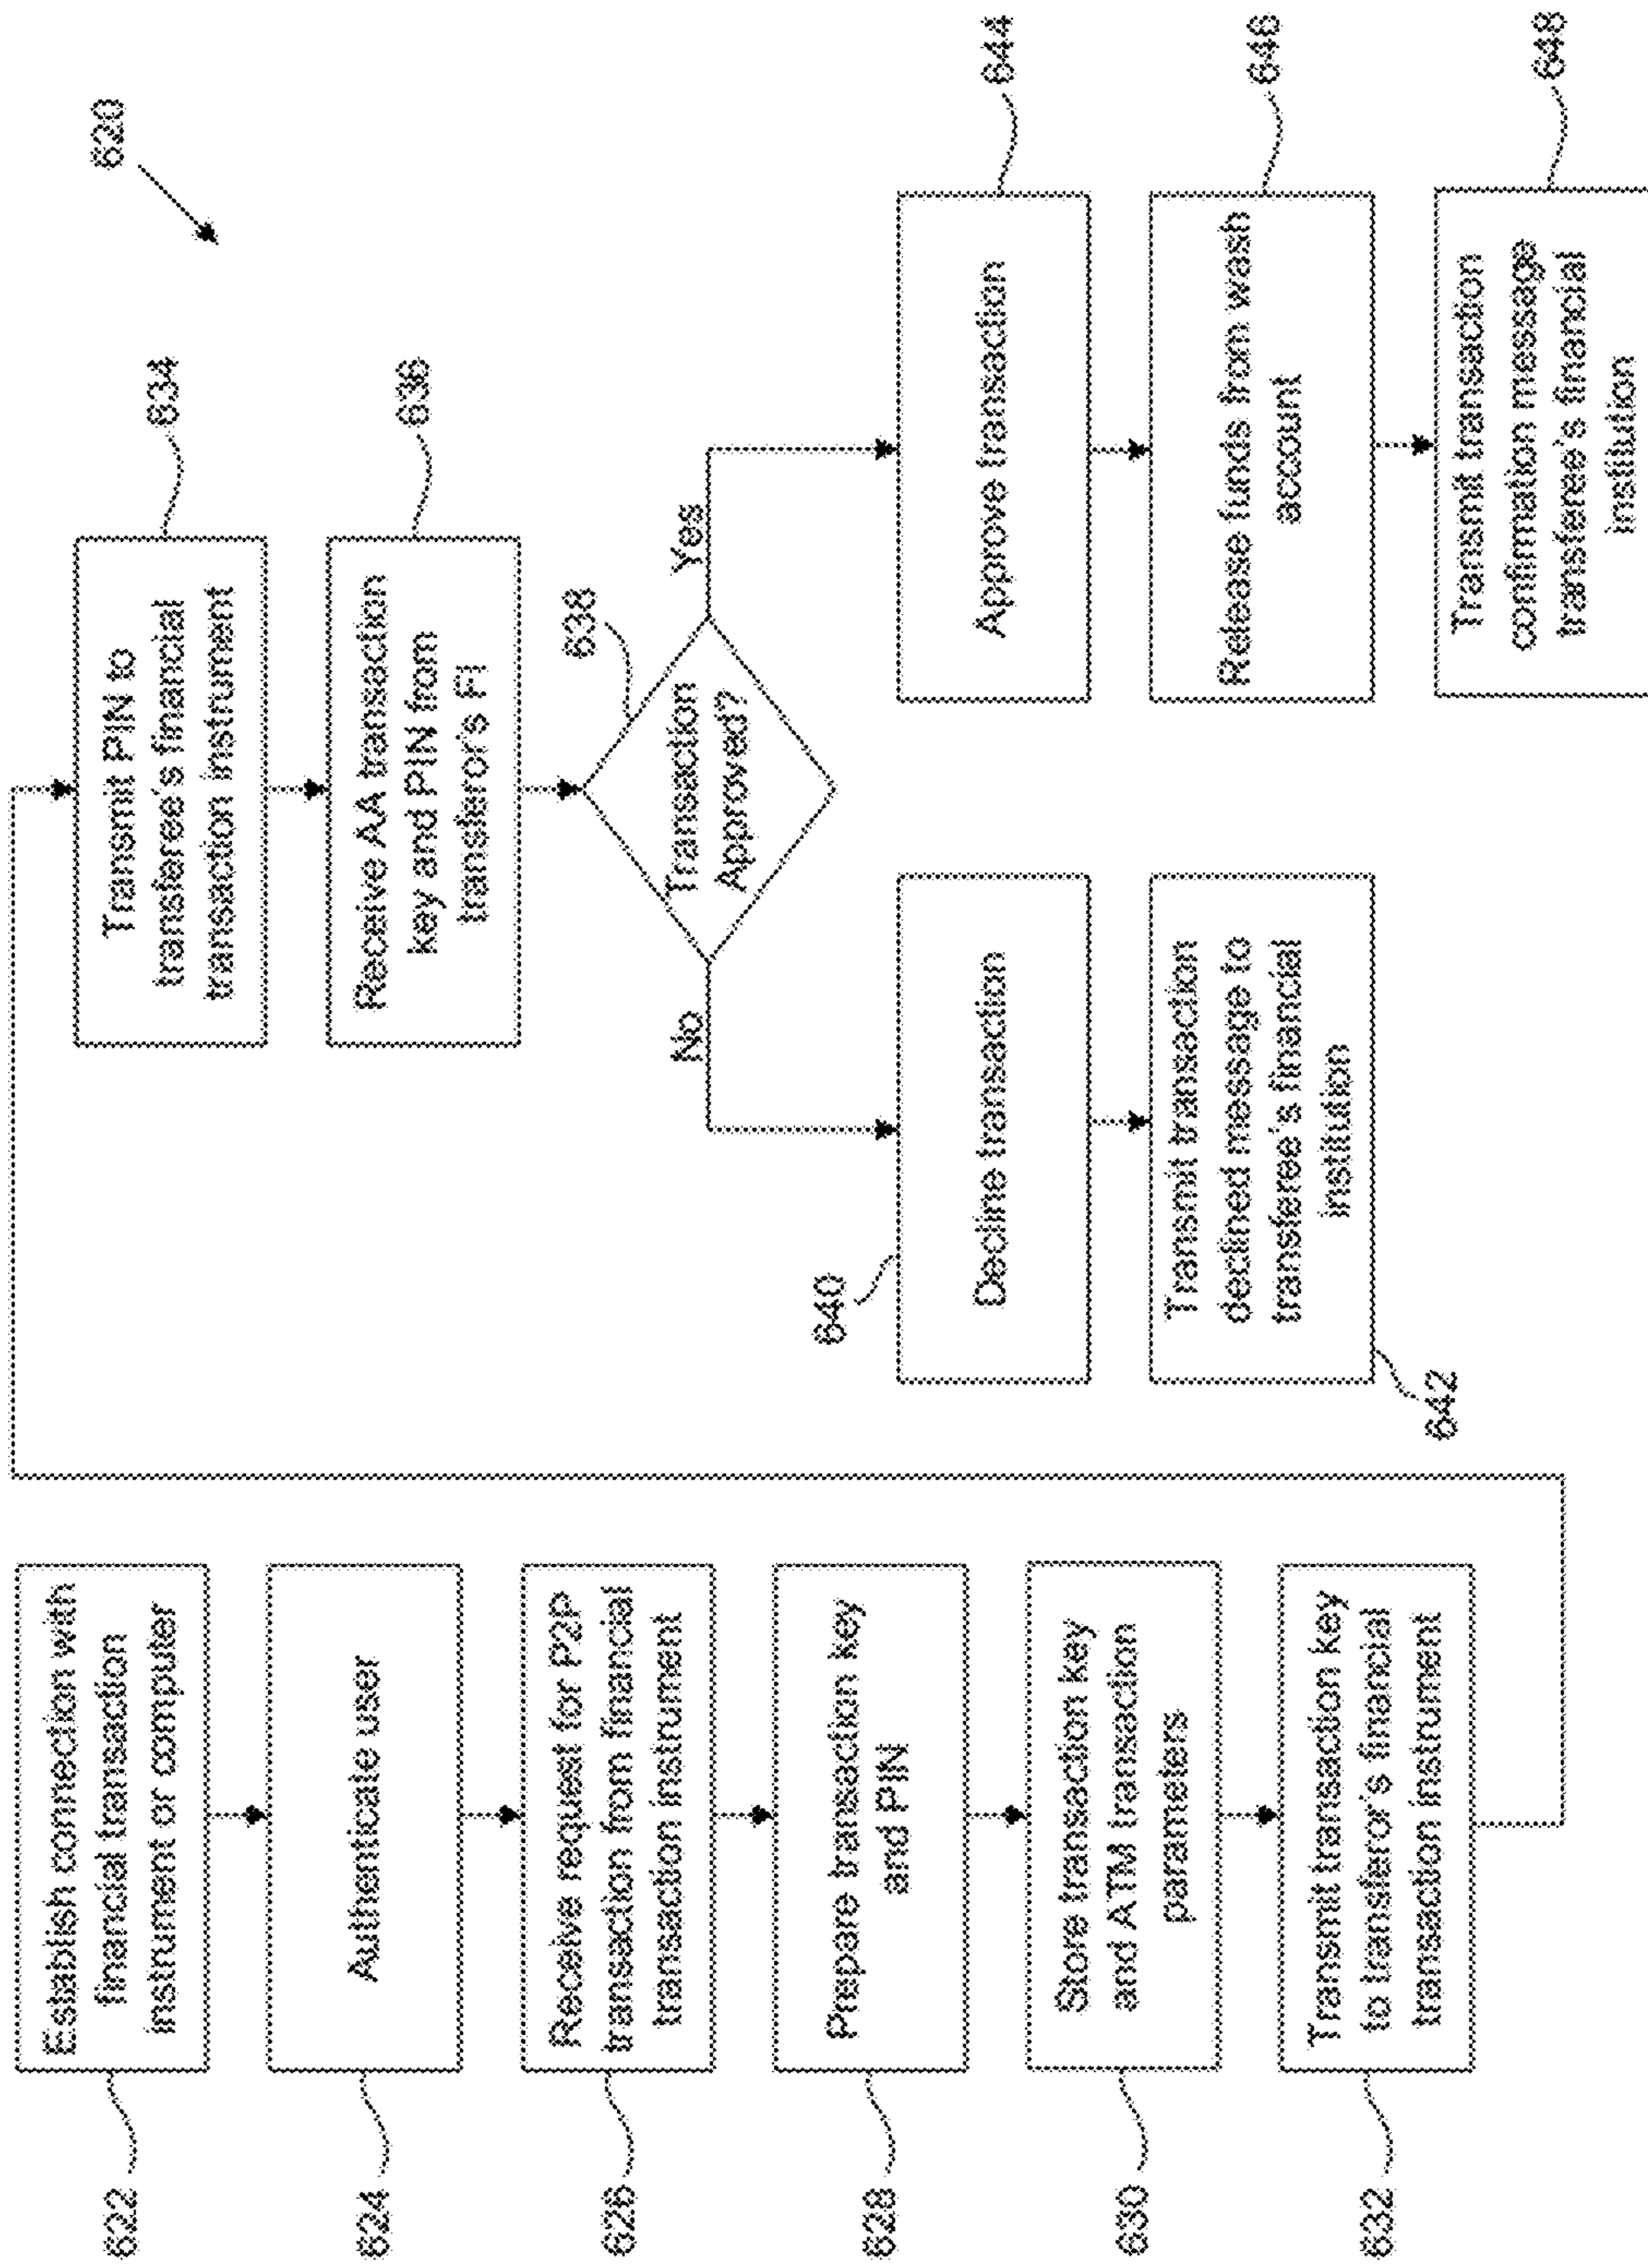 620
622
Establish connection with
financial transaction
instrument or computer
624
Authenticate user
626
Receive request for P2P
transaction from financial
transaction instrument
628
Prepare transaction key
and PIN
630
Store transaction key
and ATM transaction
parameters
632
Transmit transaction key
to transferor's financial
transaction instrument
634
Transmit PIN to
transferee's financial
transaction instrument
636
Receive AA transaction
key and PIN from
transferor's FI
638
Transaction
Approved?
No
Yes
640
Decline transaction
642
Transmit transaction
declined message to
transferee's financial
institution
644
Approve transaction
646
Release funds from wash
account
648
Transmit transaction
confirmation message
transferee's financial
institution